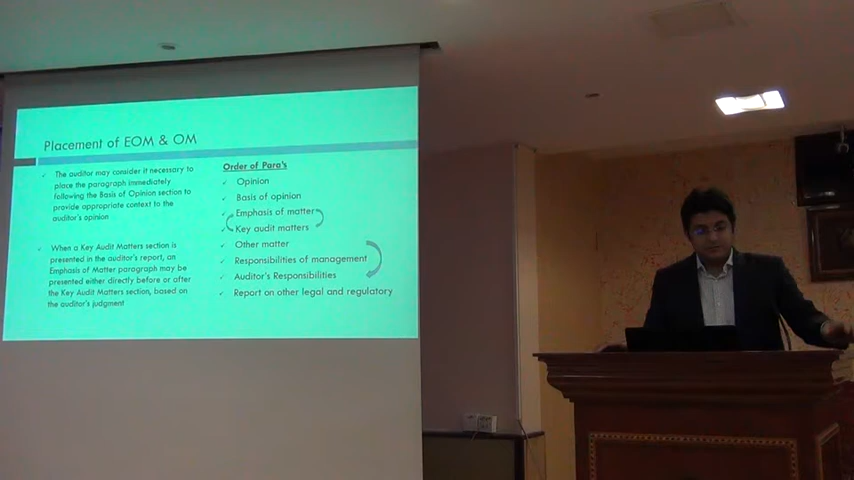 Placement of EOM & OM
The auditor may consider it necessary to
place the paragraph immediately
following the Basis of Opinion section to
provide appropriate context to the
auditor's opinion
When a Key Audit Matters section is
presented in the auditor's report, an
Emphasis of Matter paragraph may be
presented either directly before or after
the Key Audit Matters section, based on
the auditor's judgment
Order of Para's
Opinion
Basis of opinion
Emphasis of matter
Key audit matters
Other matter
Responsibilities of management
Auditor's Responsibilities
Report on other legal and regulatory